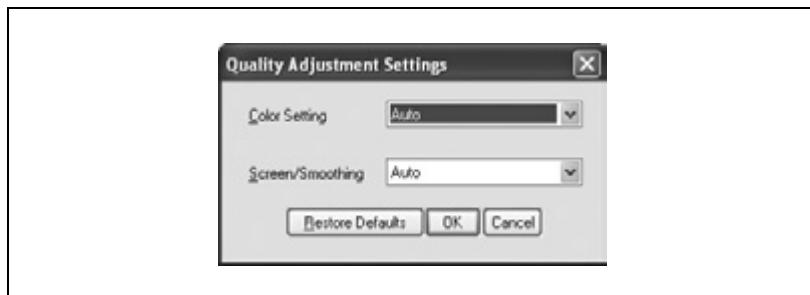 Quality Adjustment Settings
Color Setting Auto
Screen/Smoothing Auto
Restore Defaults OK Cancel